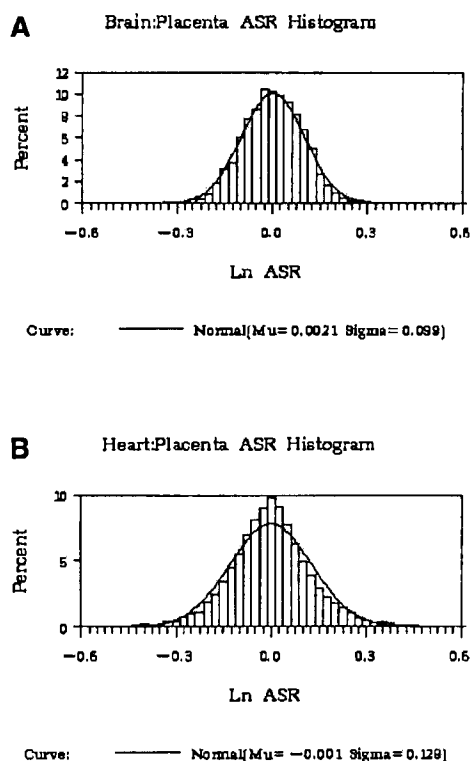 A
Brain:Placenta ASR Histogram
12
10
8
6
4
2
0
Percent
−0.6 −0.3 0.0 0.3 0.6
Ln ASR
Curve: Normal(Mu= 0.0021 Sigma= 0.099)
B
Heart:Placenta ASR Histogram
10
5
0
Percent
−0.6 −0.3 0.0 0.3 0.6
Ln ASR
Curve: Normal(Mu= −0.001 Sigma= 0.129)